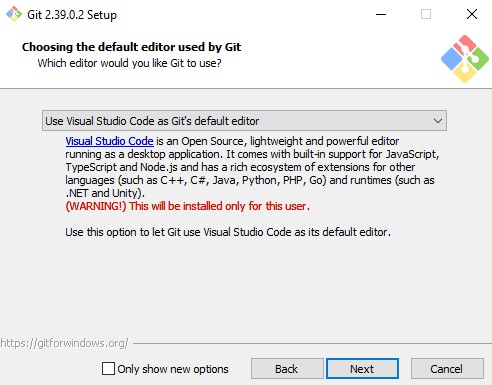 Git 2.39.0.2 Setup
Choosing the default editor used by Git
Which editor would you like Git to use?
Use Visual Studio Code as Git's default editor
Visual Studio Code is an Open Source, lightweight and powerful editor
running as a desktop application. It comes with built-in support for JavaScript,
TypeScript and Node.js and has a rich ecosystem of extensions for other
languages (such as C++, C#, Java, Python, PHP, Go) and runtimes (such as
.NET and Unity).
(WARNING!) This will be installed only for this user.
Use this option to let Git use Visual Studio Code as its default editor.
https://gitforwindows.org/
Only show new options
Back
Next
Cancel